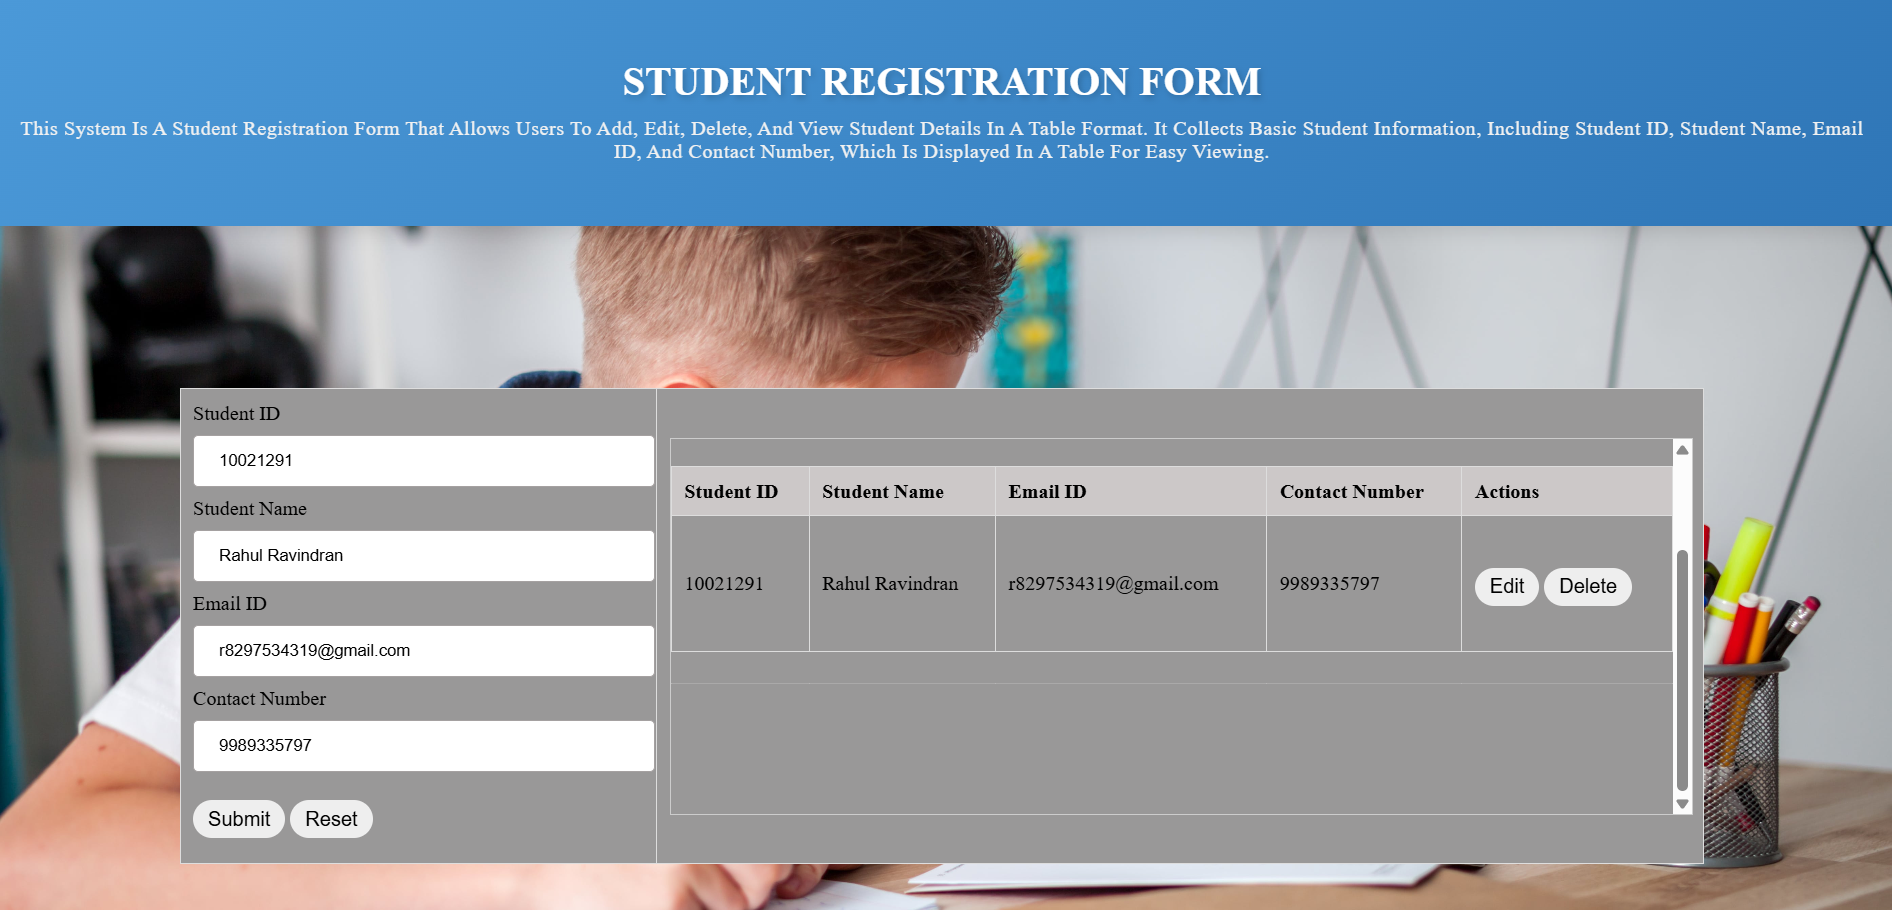 STUDENT REGISTRATION FORM
This System Is A Student Registration Form That Allows Users To Add, Edit, Delete, And View Student Details In A Table Format. It Collects Basic Student Information, Including Student ID, Student Name, Email
ID, And Contact Number, Which Is Displayed In A Table For Easy Viewing.
Student ID
10021291
Student Name
Rahul Ravindran
Email ID
r8297534319@gmail.com
Contact Number
9989335797
Submit Reset
Student ID Student Name Email ID Contact Number Actions
10021291 Rahul Ravindran r8297534319@gmail.com 9989335797 Edit Delete